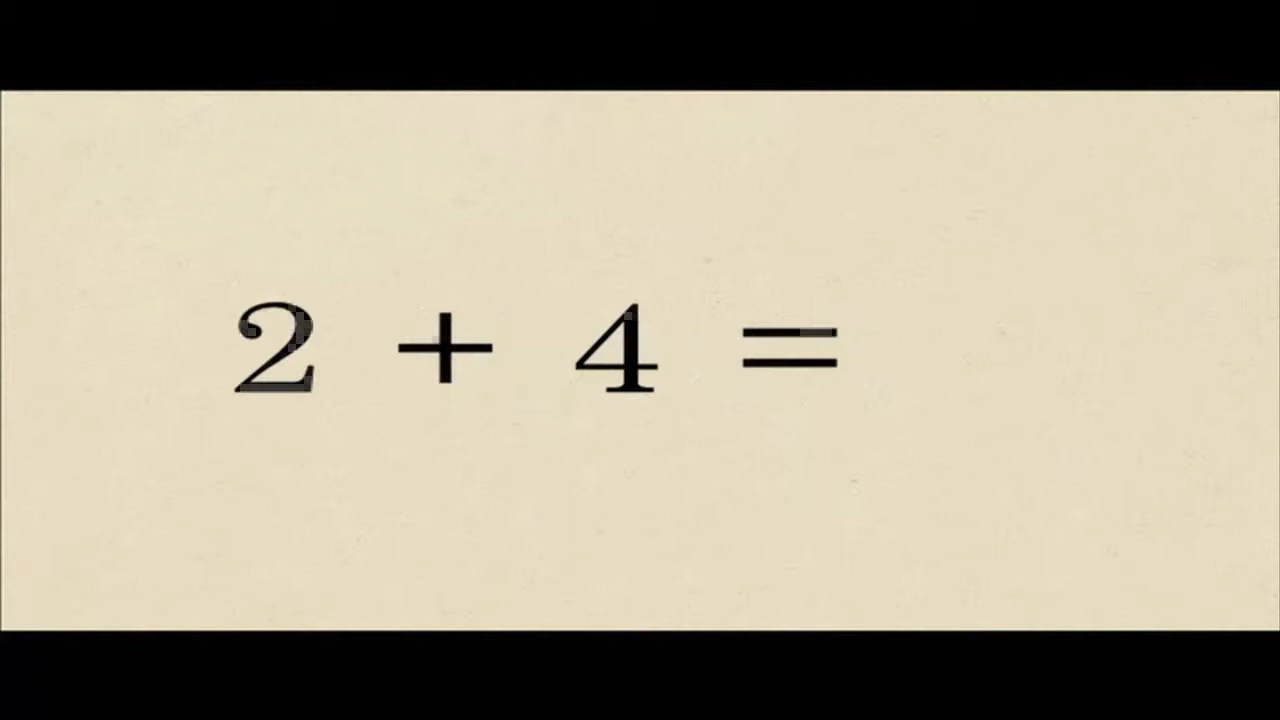 2 + 4 =